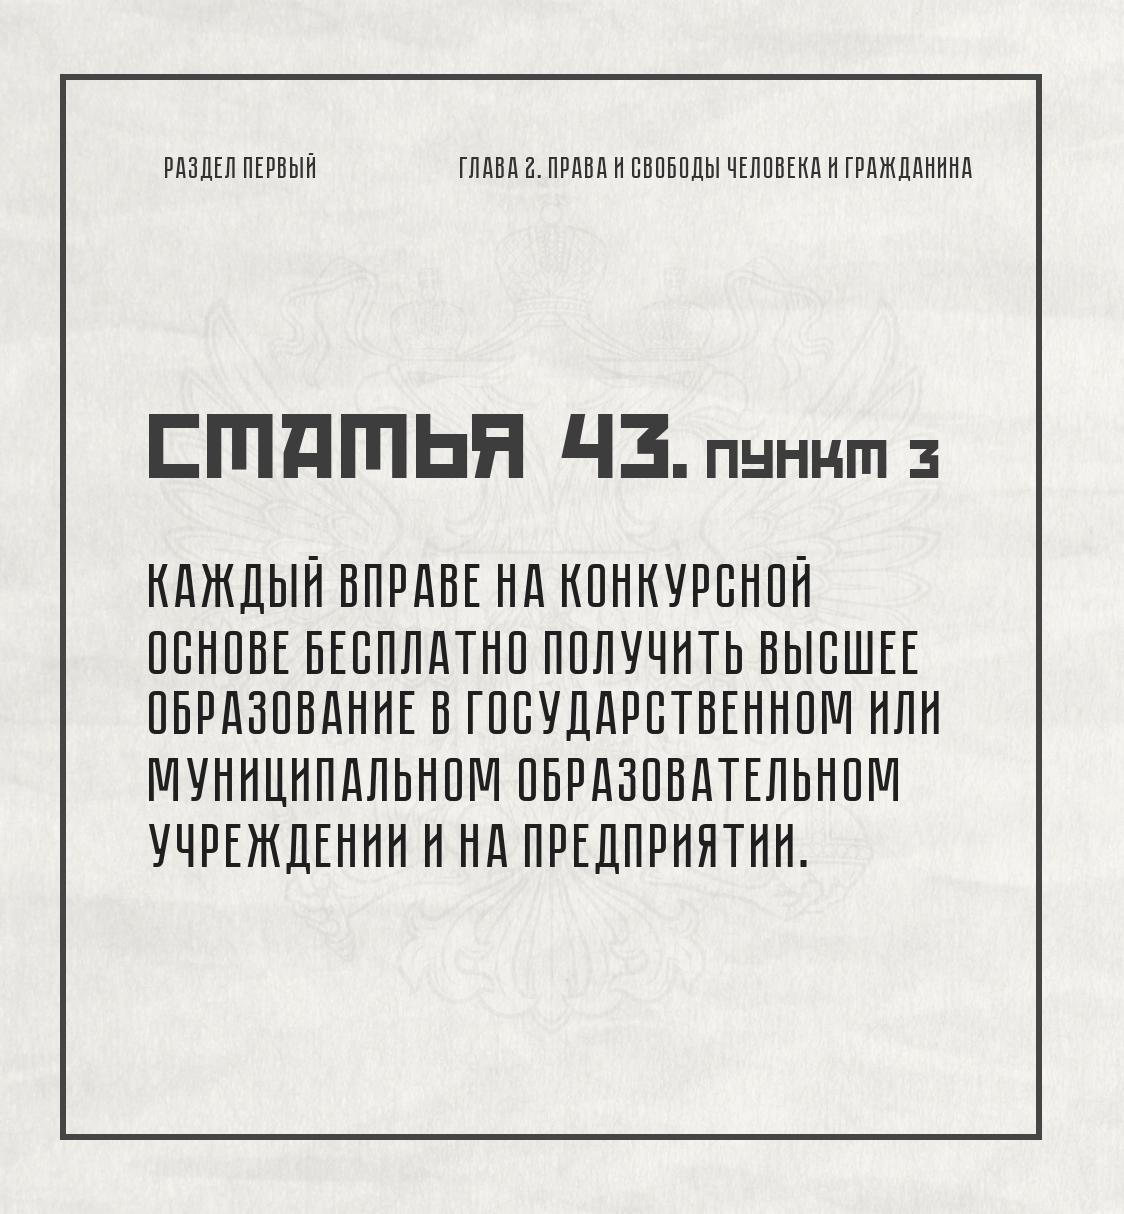 РАЗДЕЛ ПЕРВЫЙ
ГЛАВА 2. ПРАВА И СВОБОДЫ ЧЕЛОВЕКА И ГРАЖДАНИНА
СТАТЬЯ 43. ПУНКТ 3
КАЖДЫЙ ВПРАВЕ НА КОНКУРСНОЙ
ОСНОВЕ БЕСПЛАТНО ПОЛУЧИТЬ ВЫСШЕЕ
ОБРАЗОВАНИЕ В ГОСУДАРСТВЕННОМ ИЛИ
МУНИЦИПАЛЬНОМ ОБРАЗОВАТЕЛЬНОМ
УЧРЕЖДЕНИИ И НА ПРЕДПРИЯТИИ.